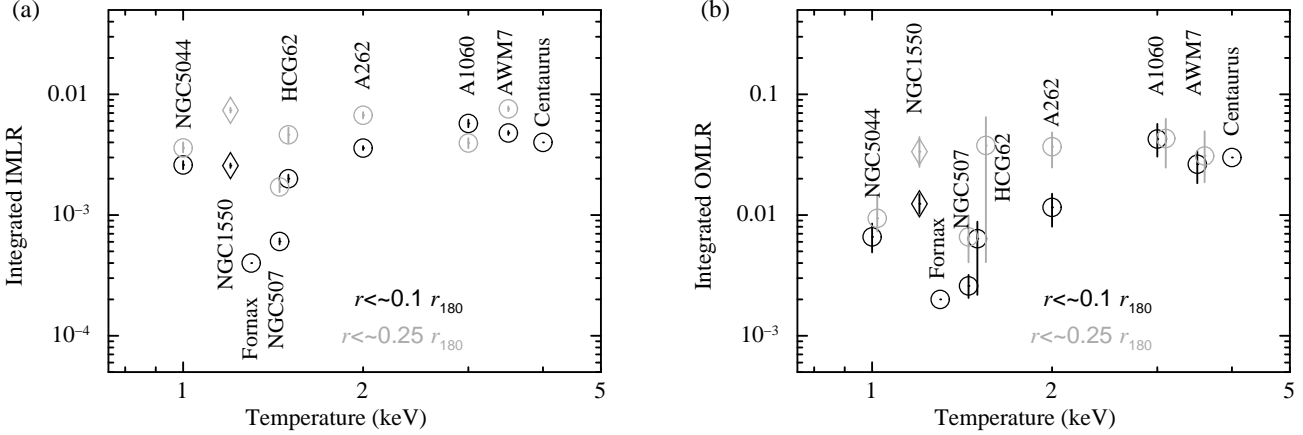 (a)
Integrated IMLR
0.01
10⁻³
10⁻⁴
NGC5044
NGC1550
Fornax
NGC507
HCG62
A262
A1060
AWM7
Centaurus
r<~0.1 r₁₈₀
r<~0.25 r₁₈₀
1
2
5
Temperature (keV)
(b)
Integrated OMLR
0.1
0.01
10⁻³
NGC5044
NGC1550
Fornax
NGC507
HCG62
A262
A1060
AWM7
Centaurus
r<~0.1 r₁₈₀
r<~0.25 r₁₈₀
1
2
5
Temperature (keV)